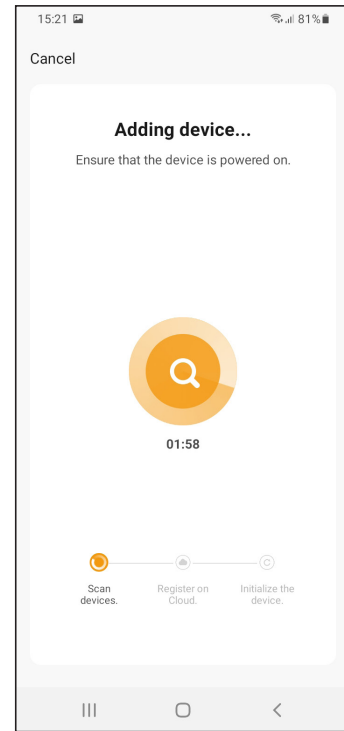 15:21 81%
Cancel
Adding device...
Ensure that the device is powered on.
01:58
Scan devices.
Register on Cloud.
Initialize the device.